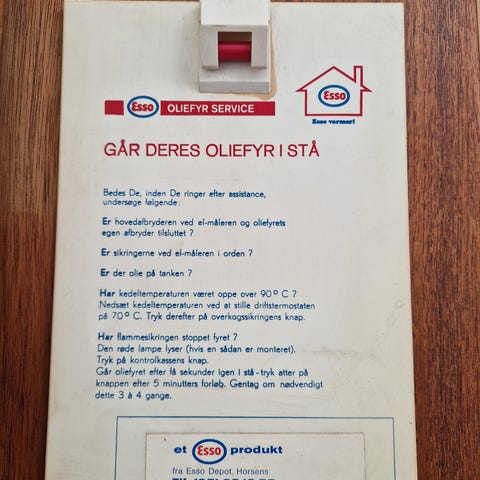 Esso OLIEFYR SERVICE
Esso
Esso varmer!
GÅR DERES OLIEFYR I STÅ
Bedes De, inden De ringer efter assistance,
undersøge følgende:
Er hovedafbryderen ved el-måleren og oliefyrets
egen afbryder tilsluttet ?
Er sikringerne ved el-måleren i orden ?
Er der olie på tanken ?
Har kedeltemperaturen været oppe over 90° C ?
Nedsæt kedeltemperaturen ved at stille driftstermostaten
på 70° C. Tryk derefter på overkogssikringens knap.
Har flammesikringen stoppet fyret ?
Den røde lampe lyser (hvis en sådan er monteret).
Tryk på kontrolkassens knap.
Går oliefyret efter få sekunder igen i stå - tryk atter på
knappen efter 5 minutters forløb. Gentag om nødvendigt
dette 3 à 4 gange.
et Esso produkt
fra Esso Depot, Horsens